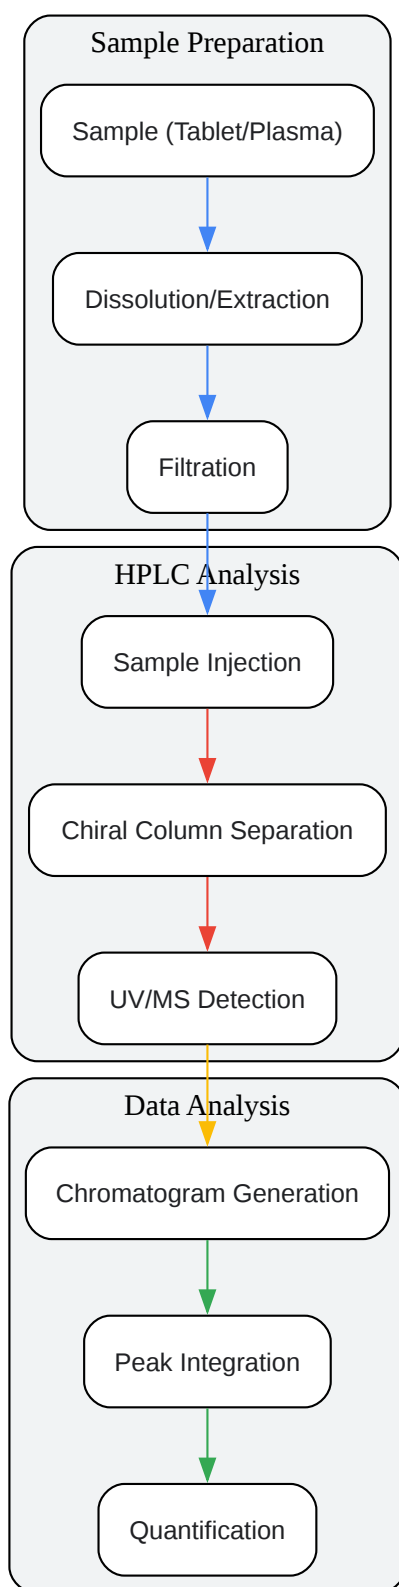 Sample Preparation
Sample (Tablet/Plasma)
Dissolution/Extraction
Filtration
HPLC Analysis
Sample Injection
Chiral Column Separation
UV/MS Detection
Data Analysis
Chromatogram Generation
Peak Integration
Quantification